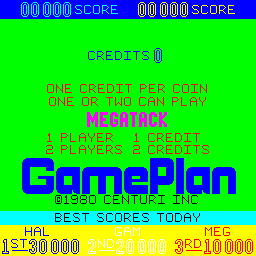 00000 SCORE 00000 SCORE
CREDITS 0
ONE CREDIT PER COIN
ONE OR TWO CAN PLAY
MEGATACK
1 PLAYER 1 CREDIT
2 PLAYERS 2 CREDITS
GamePlan
©1980 CENTURI INC
BEST SCORES TODAY
HAL GAM MEG
1ST=30000 2ND=20000 3RD=10000